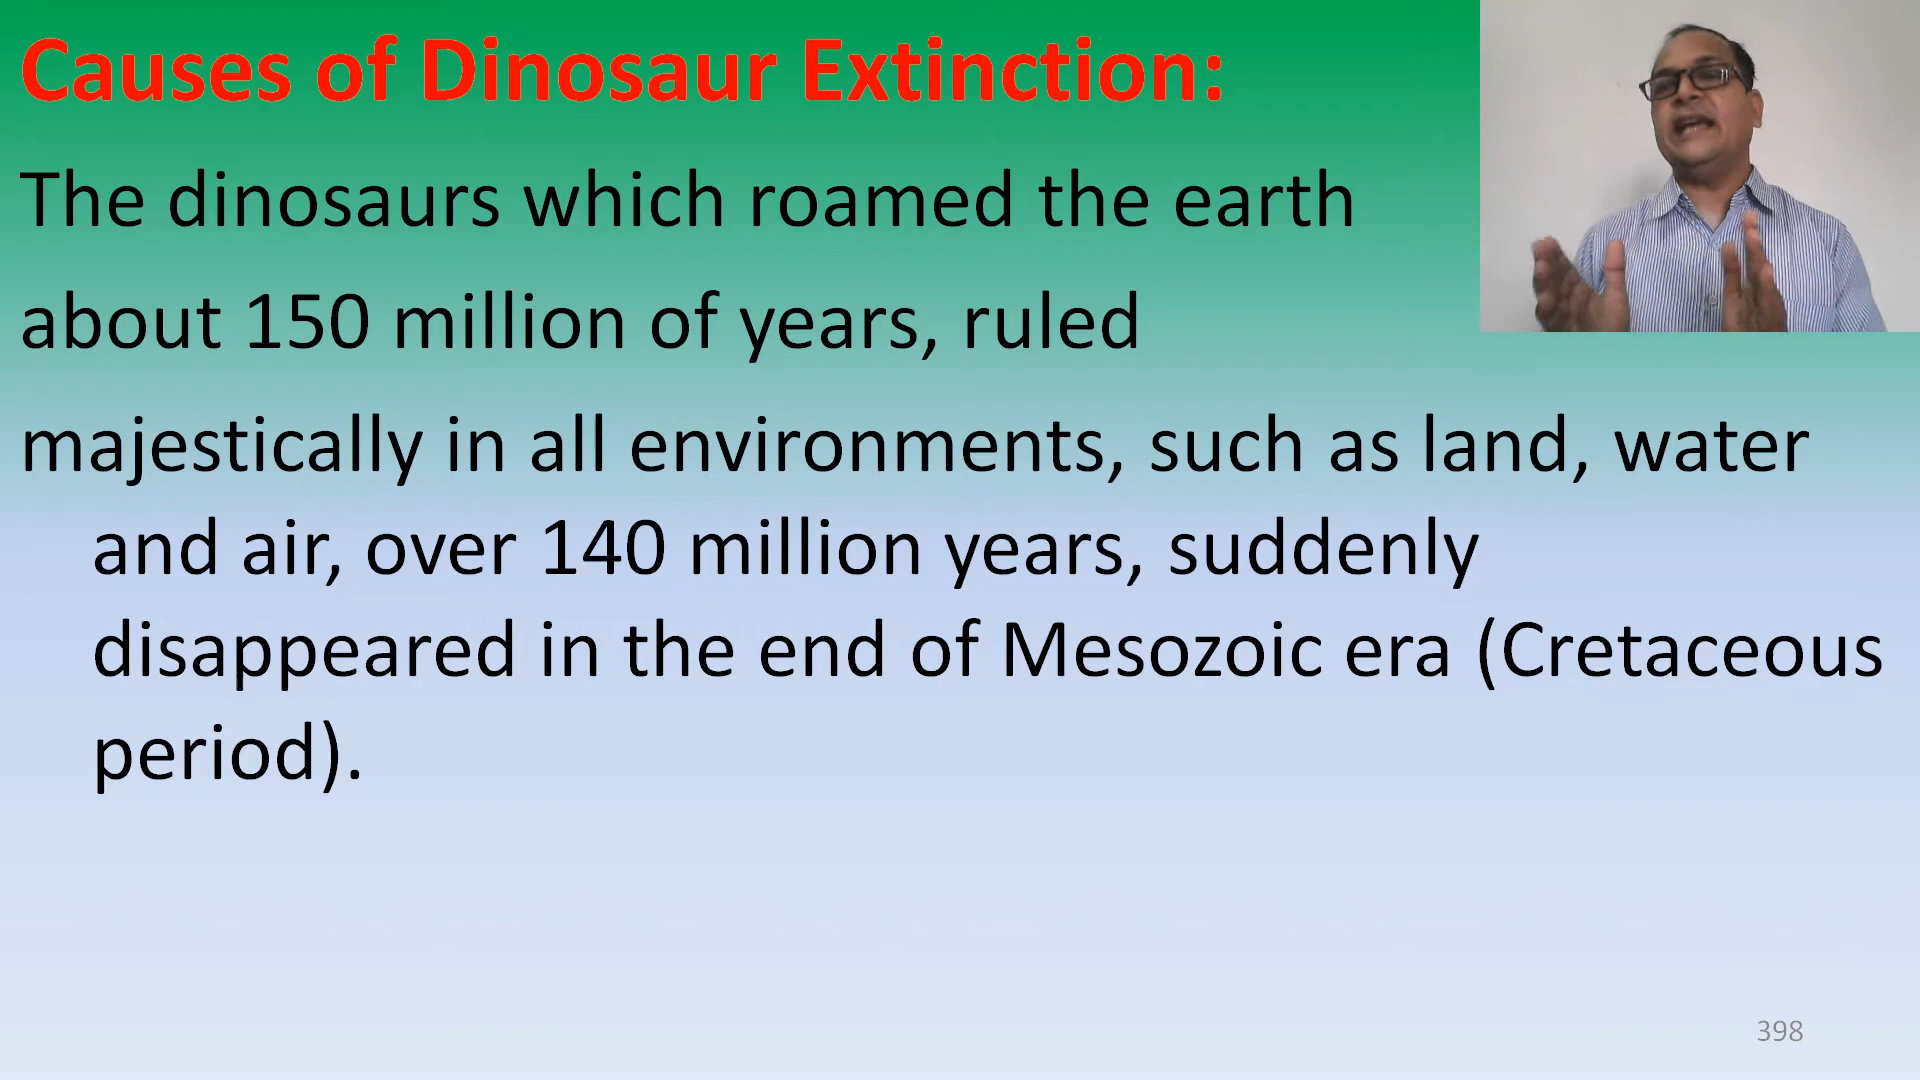 Causes of Dinosaur Extinction:
The dinosaurs which roamed the earth
about 150 million of years, ruled
majestically in all environments, such as land, water
and air, over 140 million years, suddenly
disappeared in the end of Mesozoic era (Cretaceous
period).
398